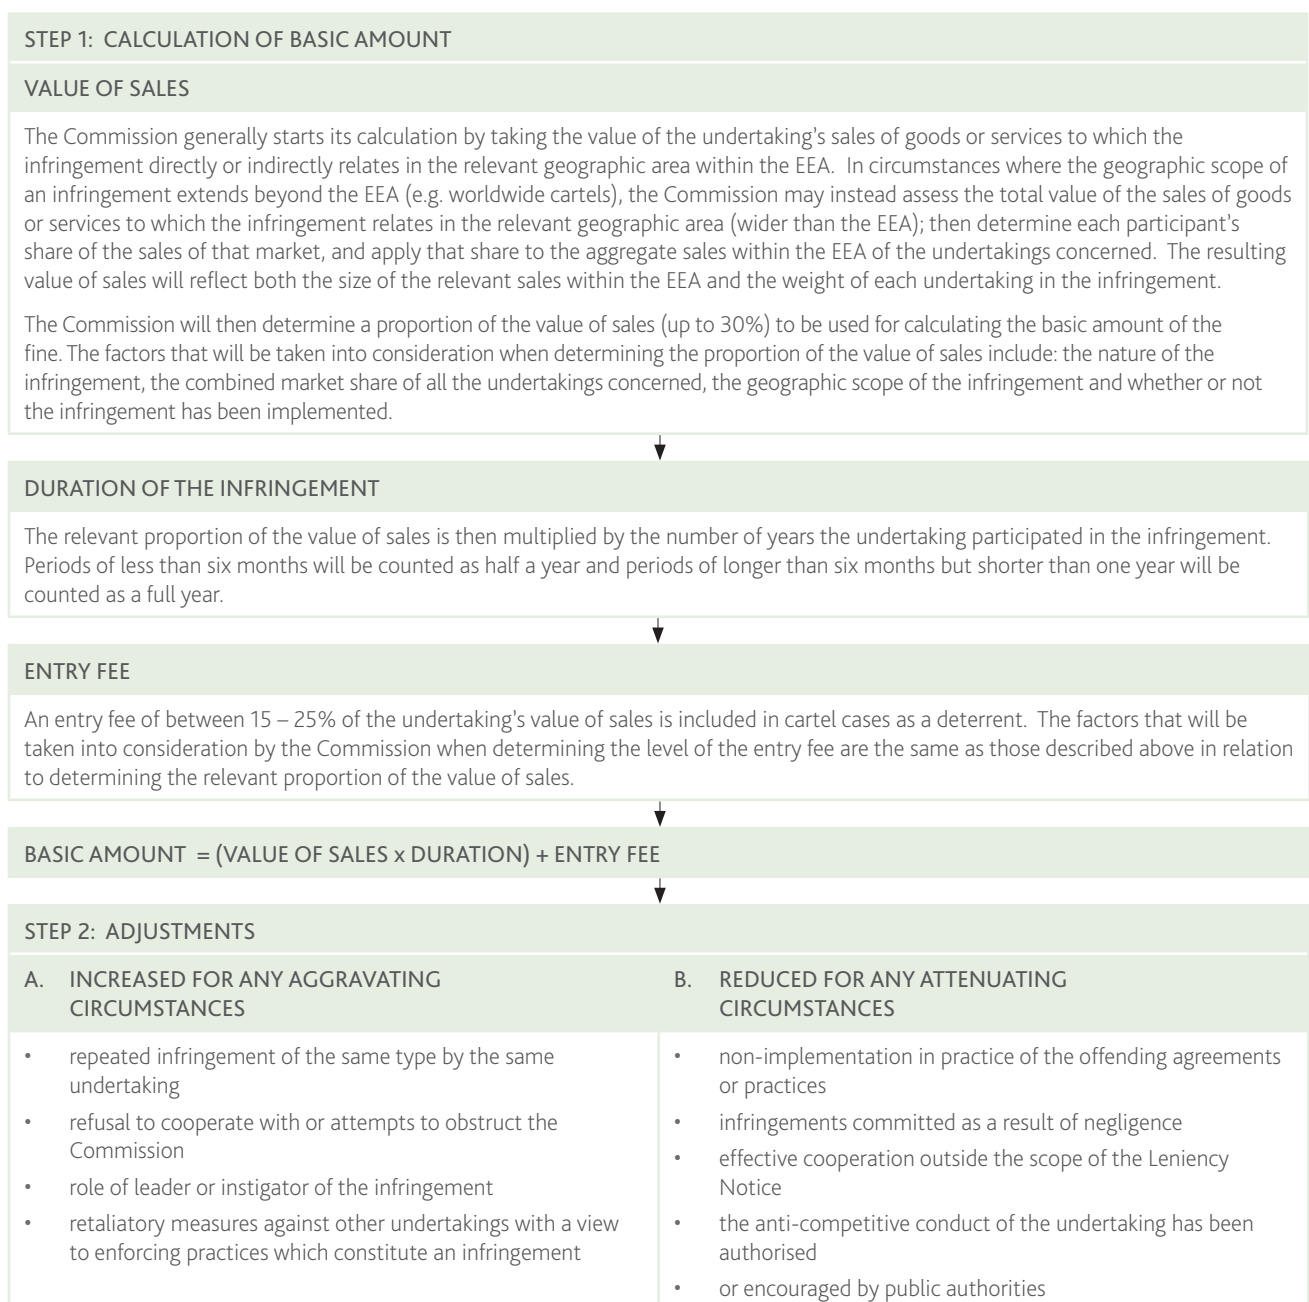 STEP 1: CALCULATION OF BASIC AMOUNT
VALUE OF SALES
The Commission generally starts its calculation by taking the value of the undertaking's sales of goods or services to which the
infringement directly or indirectly relates in the relevant geographic area within the EEA. In circumstances where the geographic scope of
an infringement extends beyond the EEA (e.g. worldwide cartels), the Commission may instead assess the total value of the sales of goods
or services to which the infringement relates in the relevant geographic area (wider than the EEA); then determine each participant's
share of the sales of that market, and apply that share to the aggregate sales within the EEA of the undertakings concerned. The resulting
value of sales will reflect both the size of the relevant sales within the EEA and the weight of each undertaking in the infringement.
The Commission will then determine a proportion of the value of sales (up to 30%) to be used for calculating the basic amount of the
fine. The factors that will be taken into consideration when determining the proportion of the value of sales include: the nature of the
infringement, the combined market share of all the undertakings concerned, the geographic scope of the infringement and whether or not
the infringement has been implemented.
DURATION OF THE INFRINGEMENT
The relevant proportion of the value of sales is then multiplied by the number of years the undertaking participated in the infringement.
Periods of less than six months will be counted as half a year and periods of longer than six months but shorter than one year will be
counted as a full year.
ENTRY FEE
An entry fee of between 15 – 25% of the undertaking's value of sales is included in cartel cases as a deterrent. The factors that will be
taken into consideration by the Commission when determining the level of the entry fee are the same as those described above in relation
to determining the relevant proportion of the value of sales.
BASIC AMOUNT = (VALUE OF SALES x DURATION) + ENTRY FEE
STEP 2: ADJUSTMENTS
A. INCREASED FOR ANY AGGRAVATING
CIRCUMSTANCES
• repeated infringement of the same type by the same
undertaking
• refusal to cooperate with or attempts to obstruct the
Commission
• role of leader or instigator of the infringement
• retaliatory measures against other undertakings with a view
to enforcing practices which constitute an infringement
B. REDUCED FOR ANY ATTENUATING
CIRCUMSTANCES
• non-implementation in practice of the offending agreements
or practices
• infringements committed as a result of negligence
• effective cooperation outside the scope of the Leniency
Notice
• the anti-competitive conduct of the undertaking has been
authorised
• or encouraged by public authorities